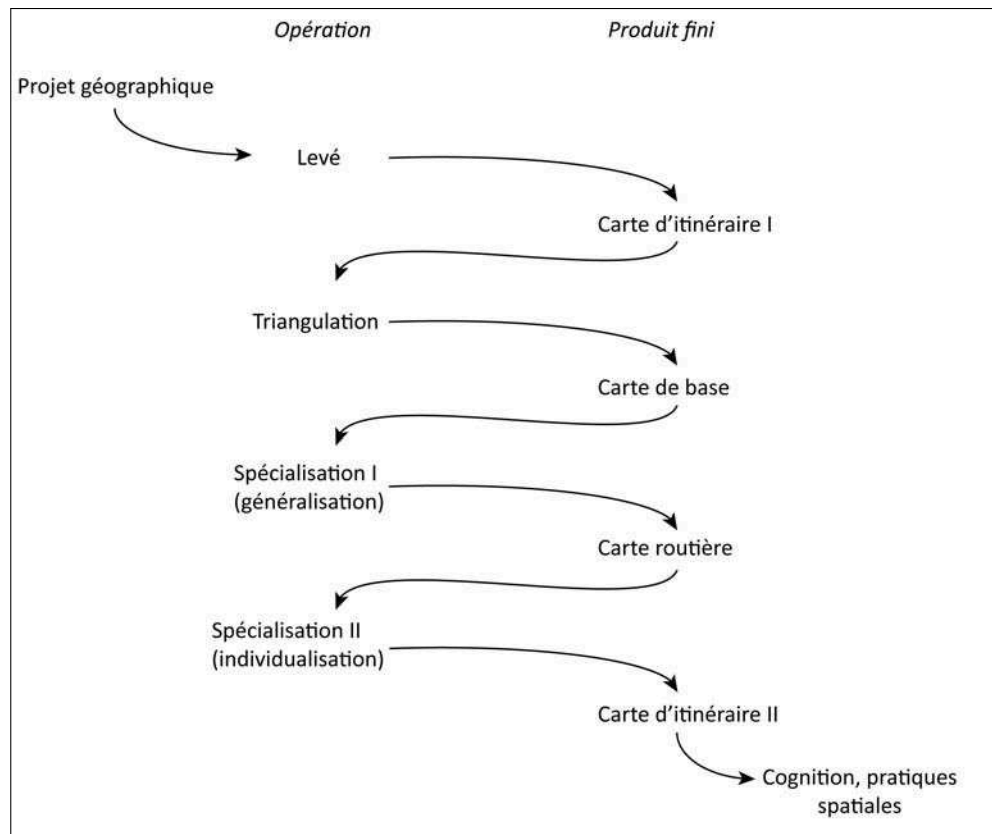 Opération
Produit fini
Projet géographique
Levé
Carte d'itinéraire I
Triangulation
Carte de base
Spécialisation I
(généralisation)
Carte routière
Spécialisation II
(individualisation)
Carte d'itinéraire II
Cognition, pratiques
spatiales